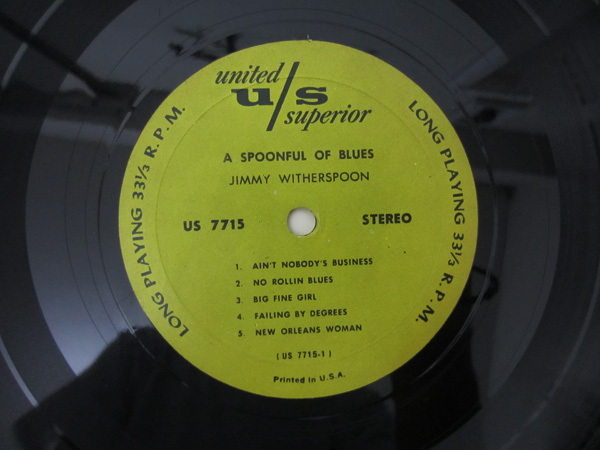 united
u/s
superior
LONG PLAYING 33⅓ R.P.M.
LONG PLAYING 33⅓ R.P.M.
A SPOONFUL OF BLUES
JIMMY WITHERSPOON
US 7715 STEREO
1. AIN'T NOBODY'S BUSINESS
2. NO ROLLIN BLUES
3. BIG FINE GIRL
4. FAILING BY DEGREES
5. NEW ORLEANS WOMAN
(US 7715-1)
Printed in U.S.A.